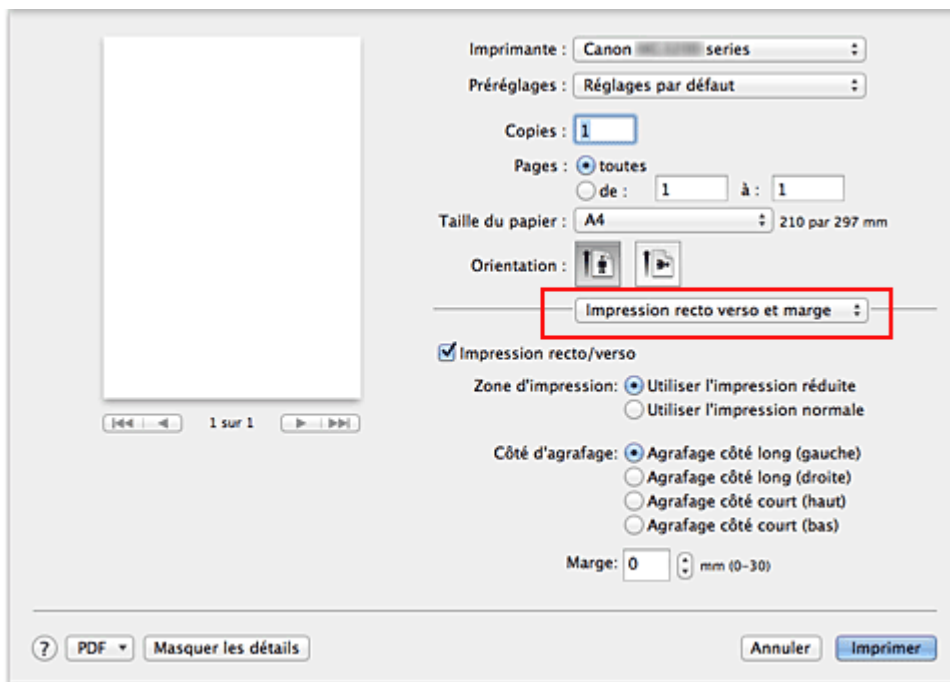 Imprimante : Canon series
Préréglages : Réglages par défaut
Copies : 1
Pages : toutes
de : 1 à : 1
Taille du papier : A4 210 par 297 mm
Orientation :
Impression recto verso et marge
Impression recto/verso
Zone d'impression: Utiliser l'impression réduite
Utiliser l'impression normale
1 sur 1
Côté d'agrafage: Agrafage côté long (gauche)
Agrafage côté long (droite)
Agrafage côté court (haut)
Agrafage côté court (bas)
Marge: 0 mm (0-30)
? PDF Masquer les détails Annuler Imprimer